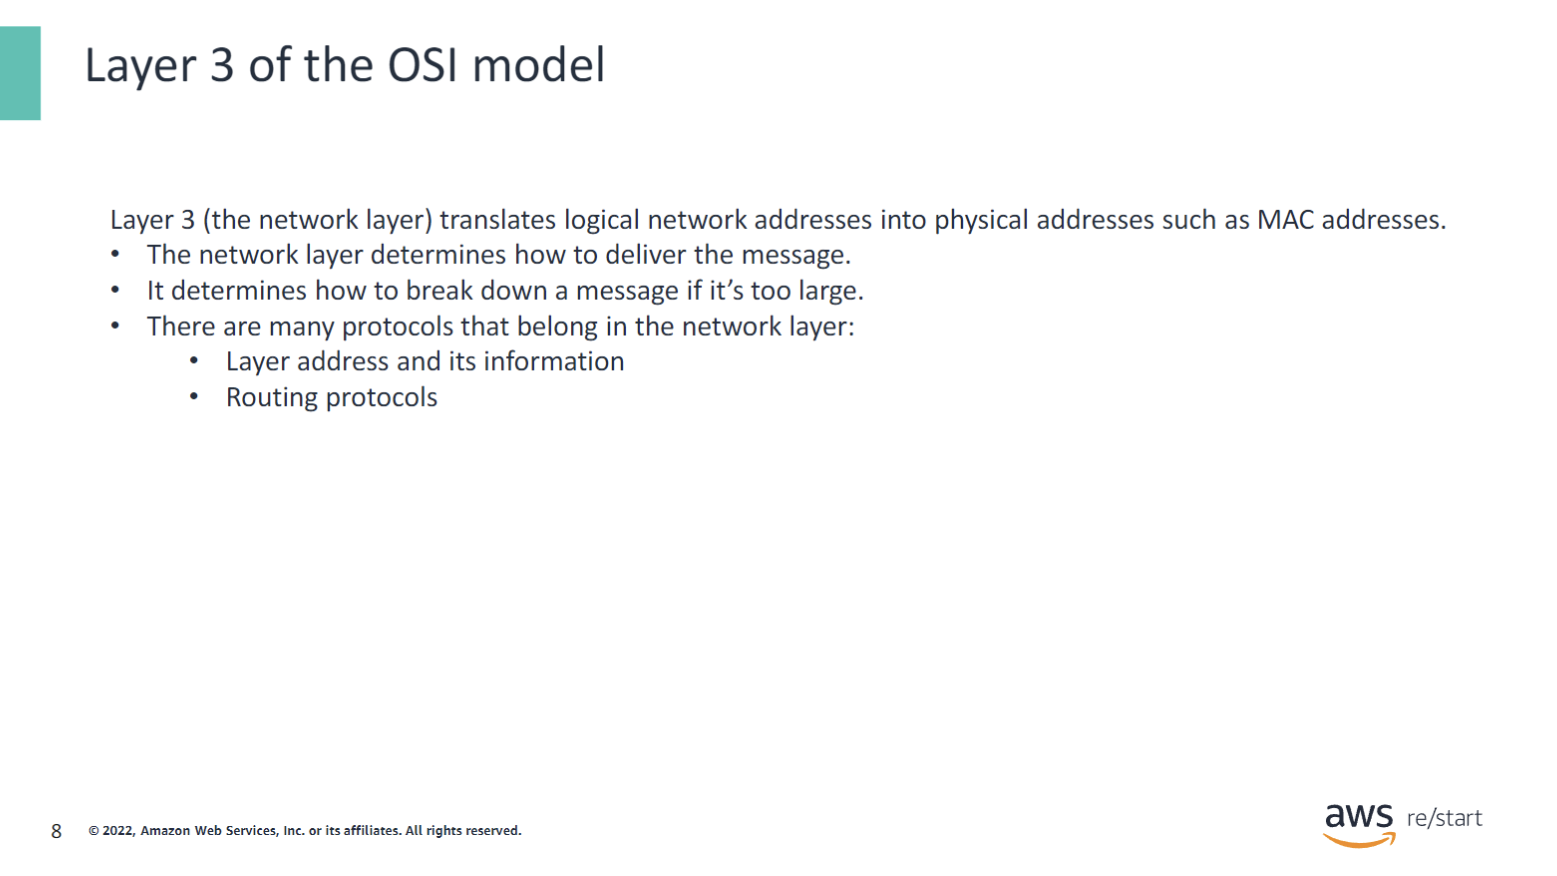 Layer 3 of the OSI model
Layer 3 (the network layer) translates logical network addresses into physical addresses such as MAC addresses.
• The network layer determines how to deliver the message.
• It determines how to break down a message if it’s too large.
• There are many protocols that belong in the network layer:
• Layer address and its information
• Routing protocols
8 © 2022, Amazon Web Services, Inc. or its affiliates. All rights reserved.
aws re/start